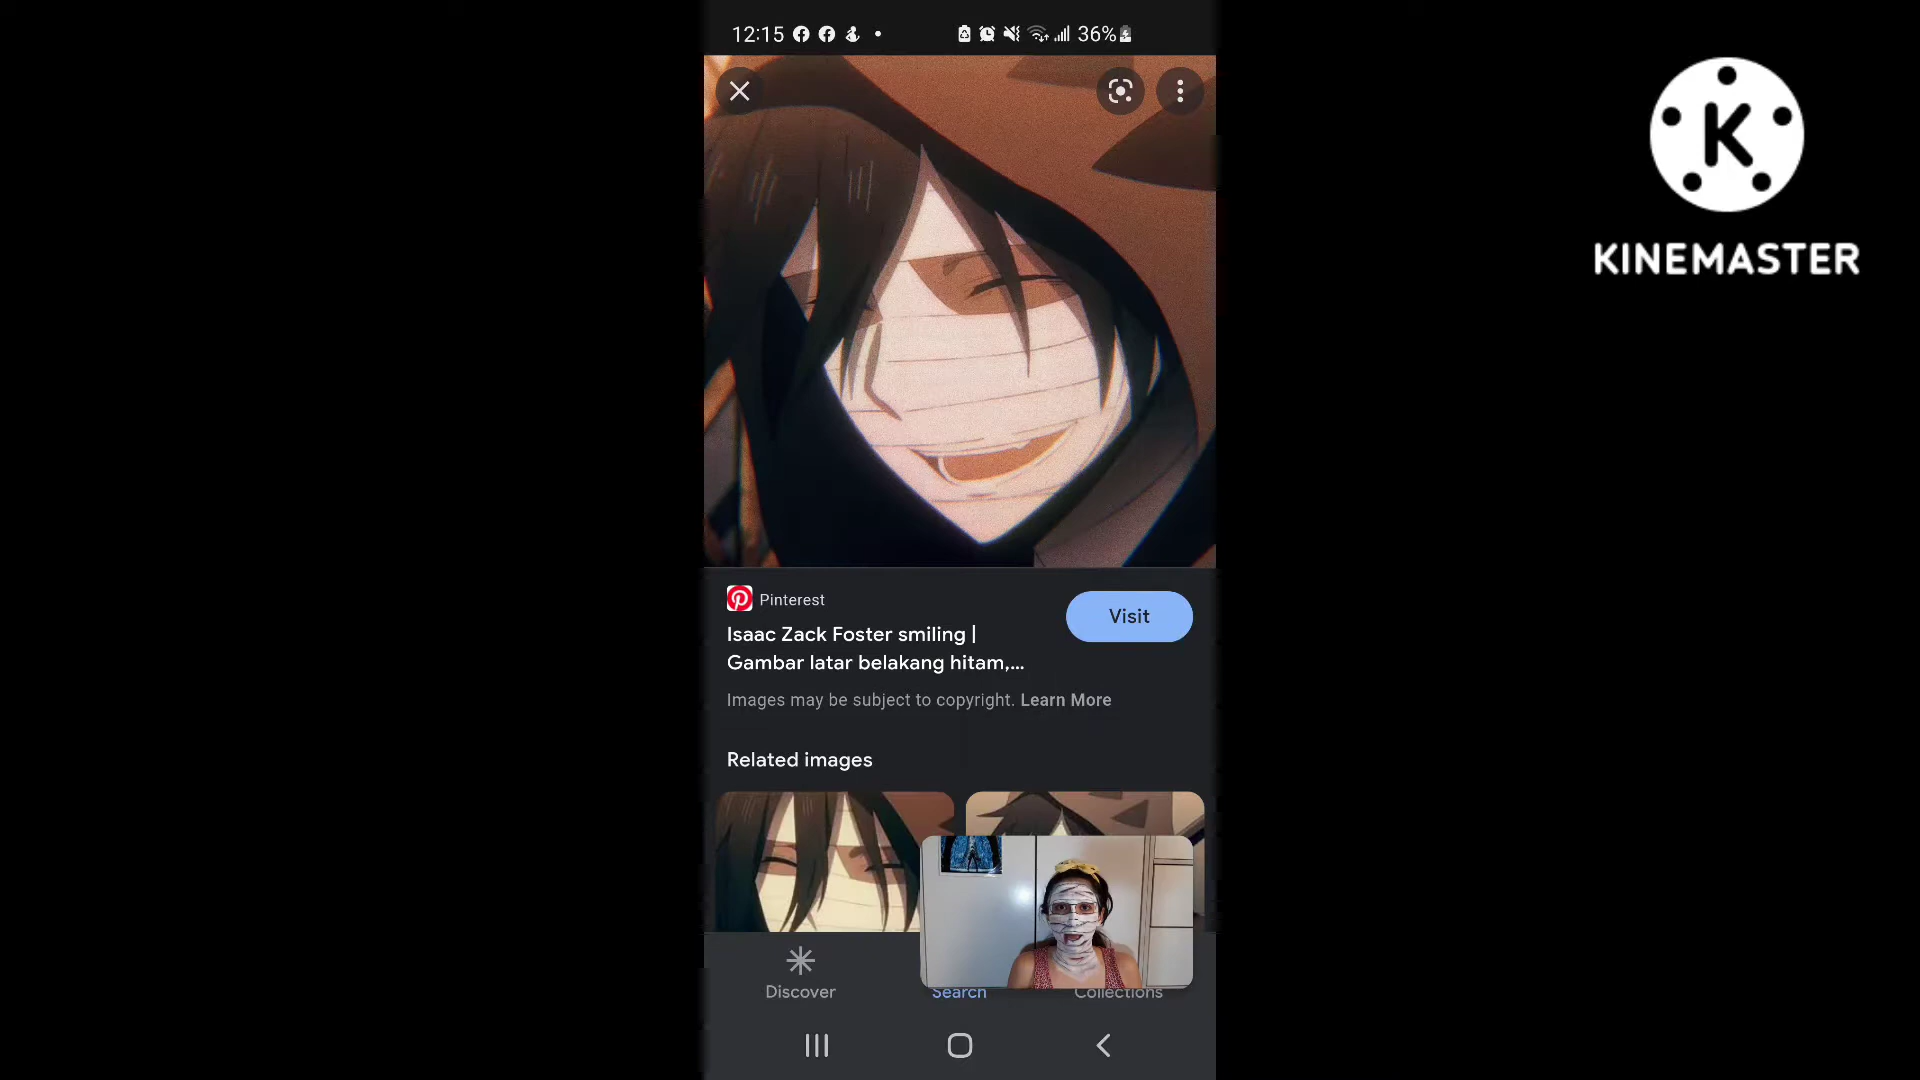 12:15
36%
K
KINEMASTER
Pinterest
Visit
Isaac Zack Foster smiling |
Gambar latar belakang hitam,...
Images may be subject to copyright. Learn More
Related images
Discover
Search
Collections